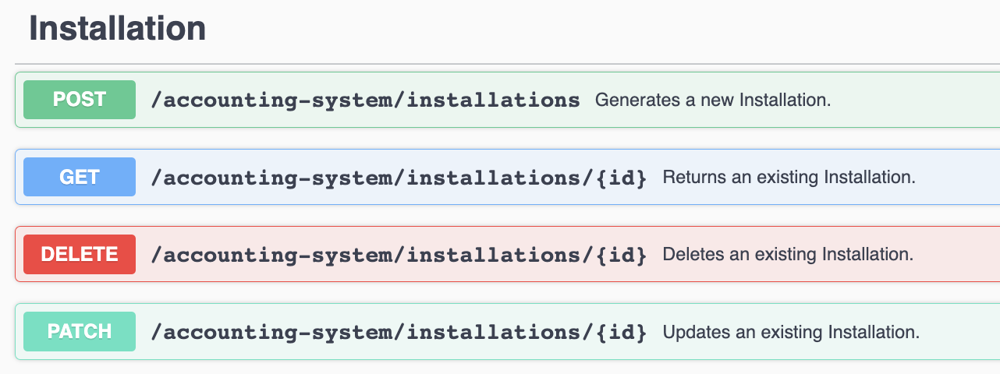 Installation
POST /accounting-system/installations Generates a new Installation.
GET /accounting-system/installations/{id} Returns an existing Installation.
DELETE /accounting-system/installations/{id} Deletes an existing Installation.
PATCH /accounting-system/installations/{id} Updates an existing Installation.